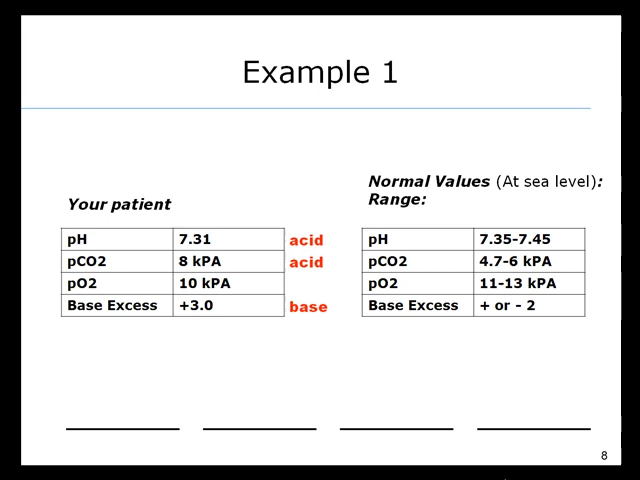 Example 1
Normal Values (At sea level):
Range:
Your patient
pH 7.31 acid
pCO2 8 kPA acid
pO2 10 kPA
Base Excess +3.0 base
pH 7.35-7.45
pCO2 4.7-6 kPA
pO2 11-13 kPA
Base Excess + or - 2
8